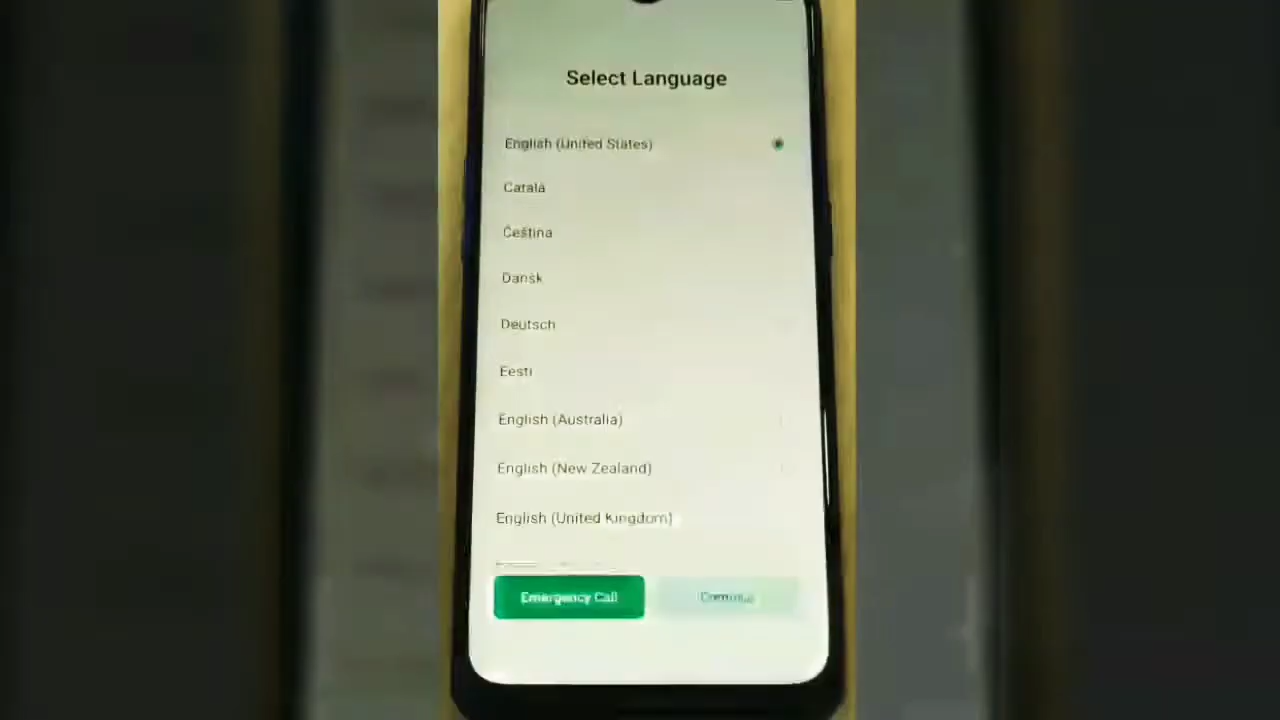 Select Language
English (United States)
Català
Čeština
Dansk
Deutsch
Eesti
English (Australia)
English (New Zealand)
English (United Kingdom)
Emergency Call
Continue